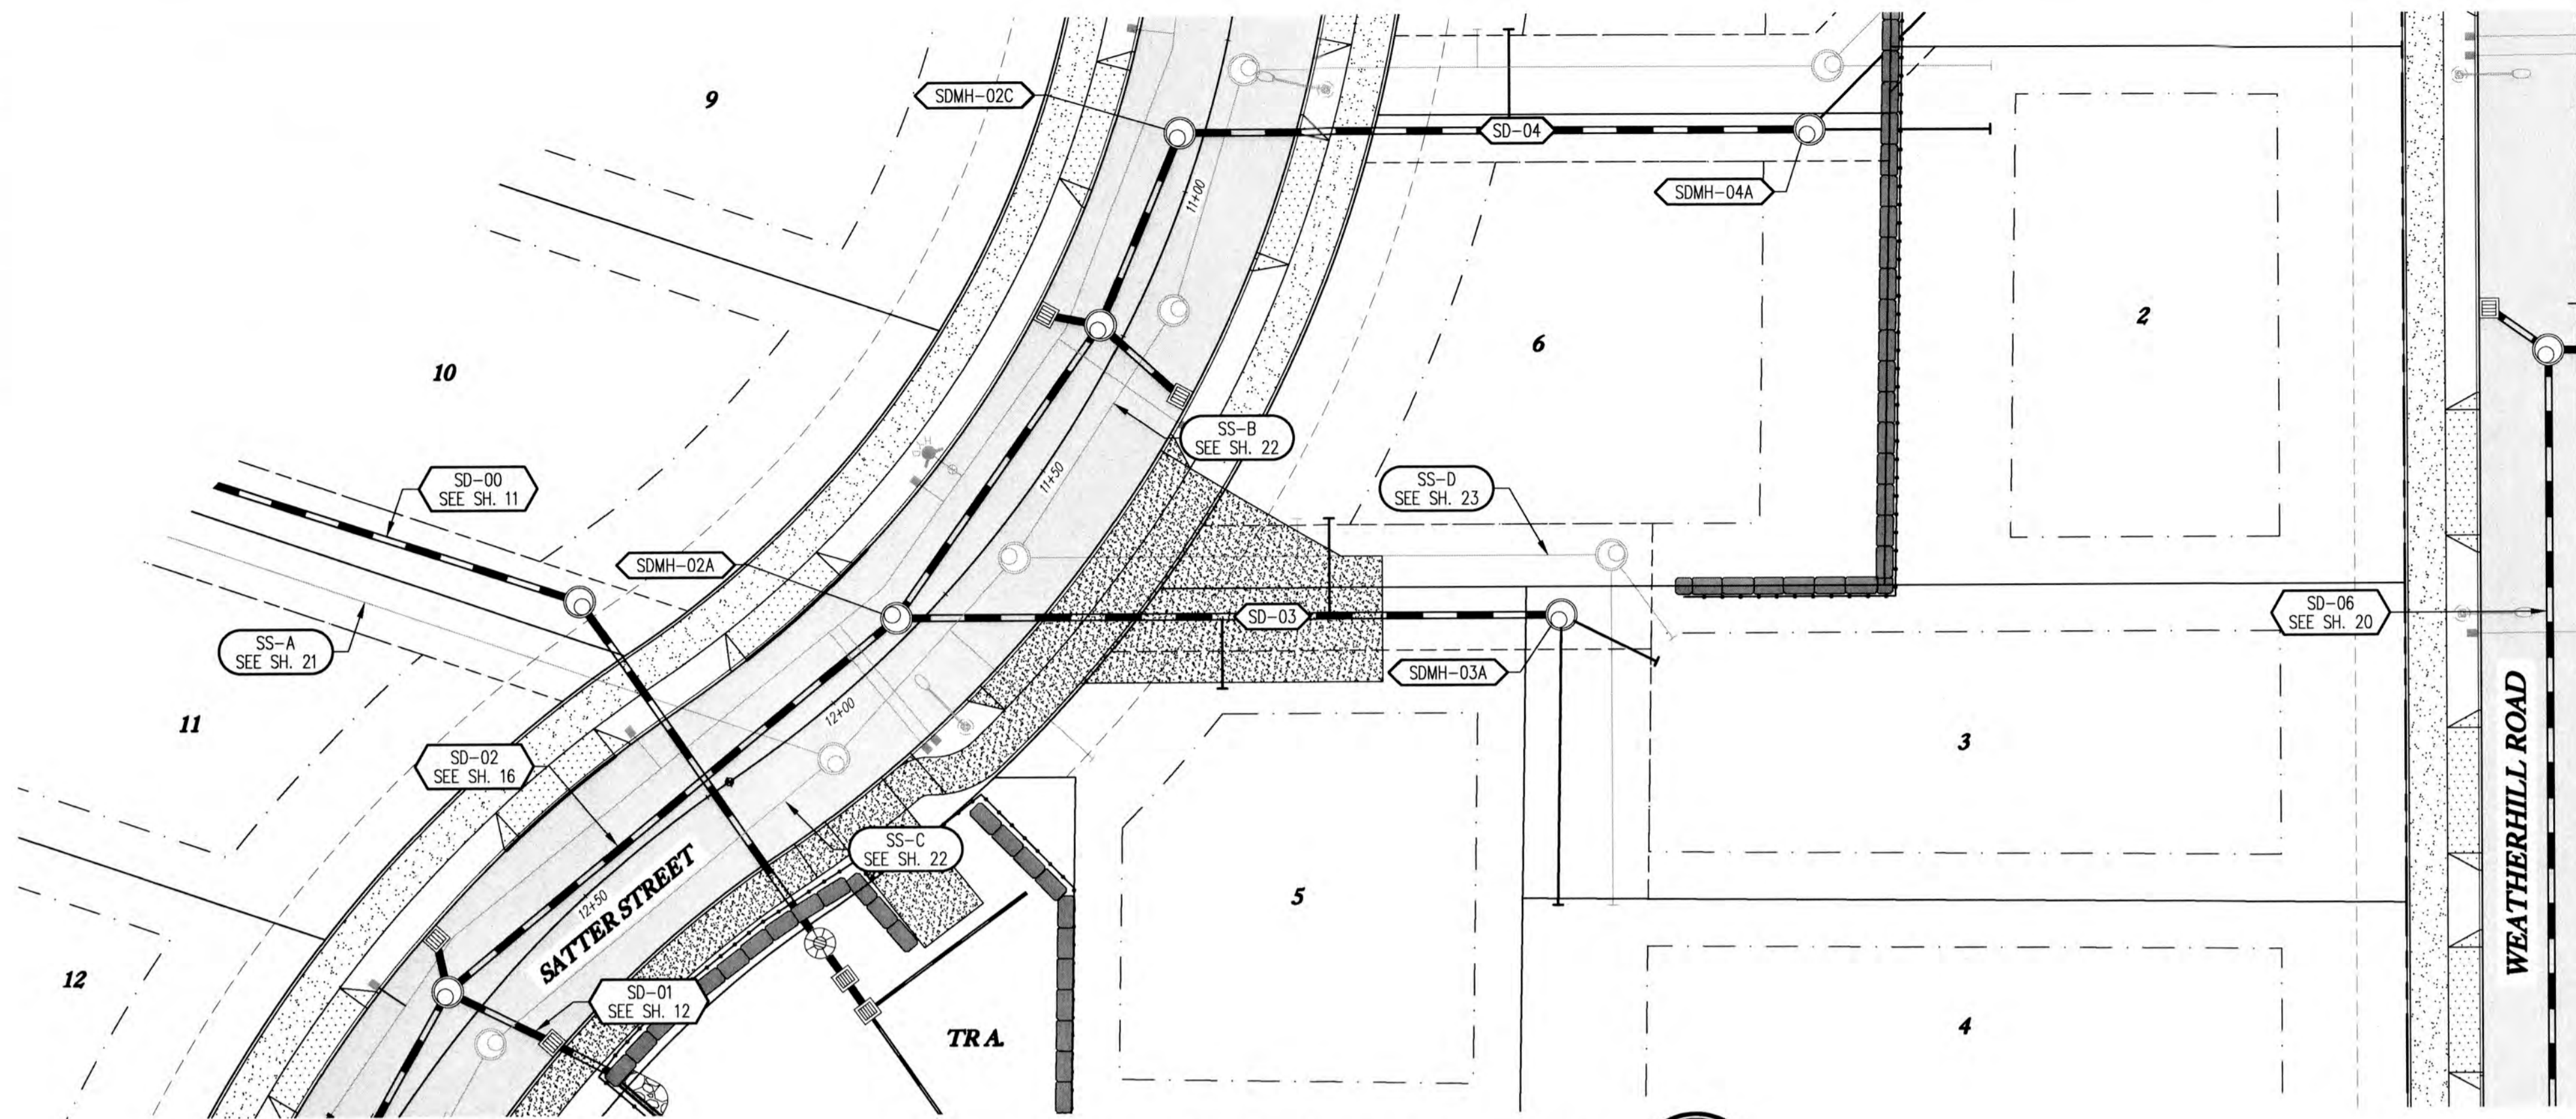 9
SDMH-02C
SD-04
SDMH-04A
11+00
2
6
10
SS-B
SEE SH. 22
11+50
SS-D
SEE SH. 23
SD-00
SEE SH. 11
SDMH-02A
SD-03
SD-06
SEE SH. 20
SS-A
SEE SH. 21
SDMH-03A
11
12+00
3
WEATHERHILL ROAD
SD-02
SEE SH. 16
SS-C
SEE SH. 22
5
12+50
SATTER STREET
12
SD-01
SEE SH. 12
TR A.
4